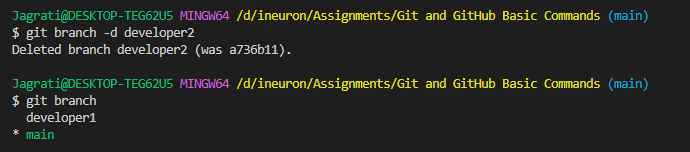 Jagrati@DESKTOP-TEG62U5 MINGW64 /d/ineuron/Assignments/Git and GitHub Basic Commands (main)
$ git branch -d developer2
Deleted branch developer2 (was a736b11).

Jagrati@DESKTOP-TEG62U5 MINGW64 /d/ineuron/Assignments/Git and GitHub Basic Commands (main)
$ git branch
  developer1
* main